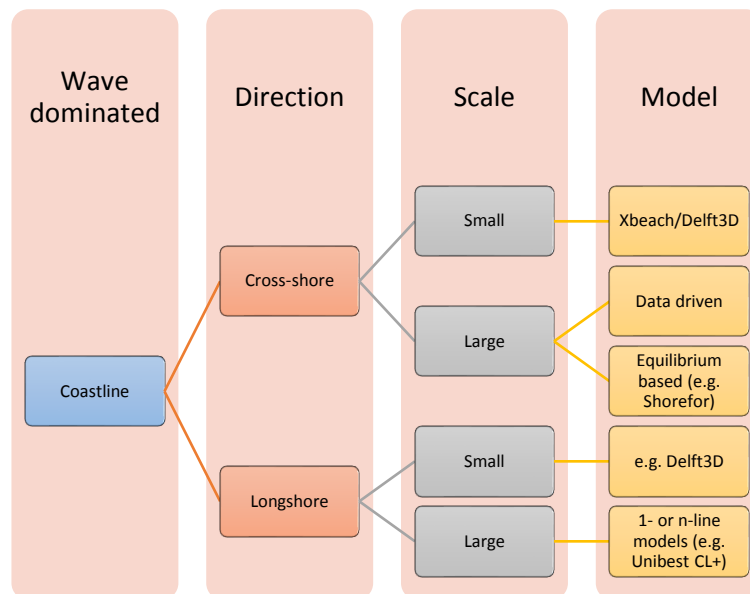 Wave
dominated
Direction
Scale
Model
Small
Xbeach/Delft3D
Cross-shore
Data driven
Large
Equilibrium
based (e.g.
Shorefor)
Coastline
Small
e.g. Delft3D
Longshore
Large
1- or n-line
models (e.g.
Unibest CL+)